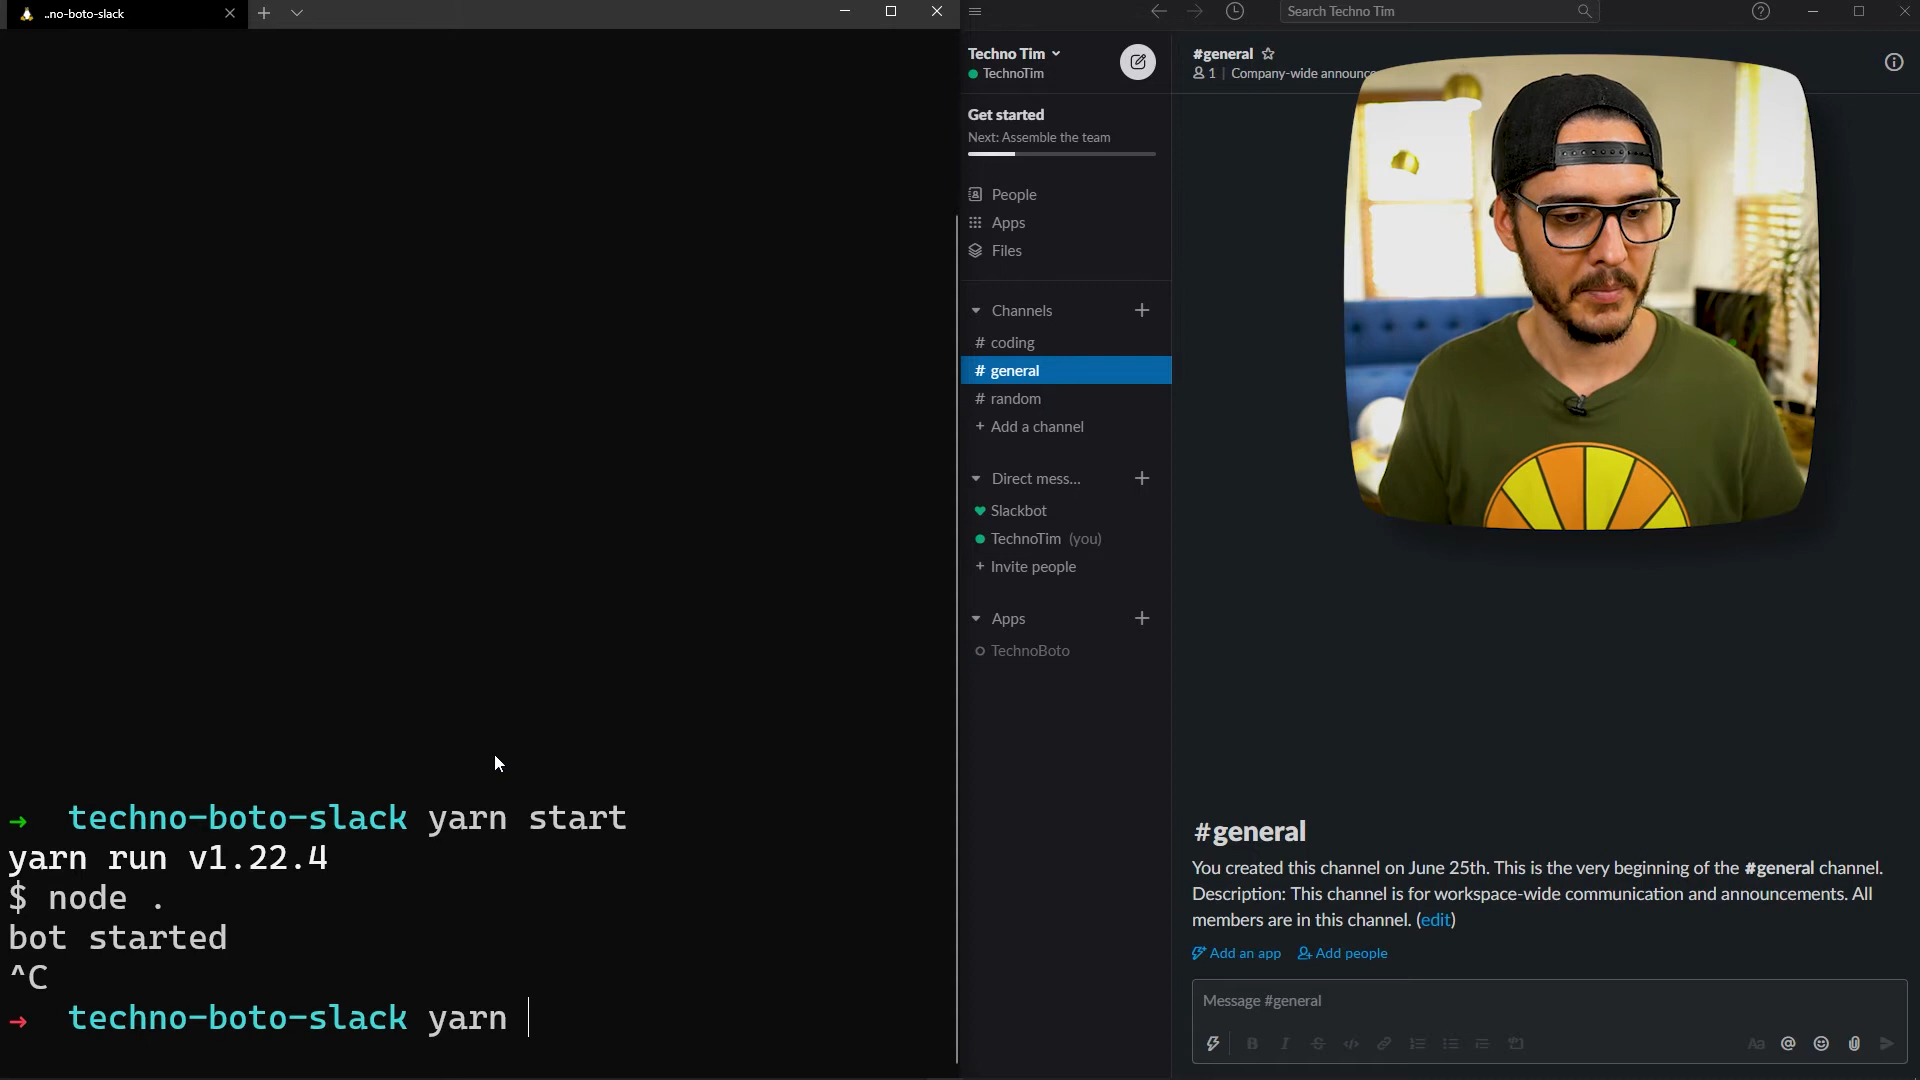 ..no-boto-slack
→ techno-boto-slack yarn start
yarn run v1.22.4
$ node .
bot started
^C
→ techno-boto-slack yarn
Search Techno Tim
Techno Tim
TechnoTim
Get started
Next: Assemble the team
People
Apps
Files
Channels
# coding
# general
# random
+ Add a channel
Direct mess...
Slackbot
TechnoTim (you)
+ Invite people
Apps
TechnoBoto
#general
1 | Company-wide announc
#general
You created this channel on June 25th. This is the very beginning of the #general channel.
Description: This channel is for workspace-wide communication and announcements. All
members are in this channel. (edit)
Add an app Add people
Message #general
B I S Aa @